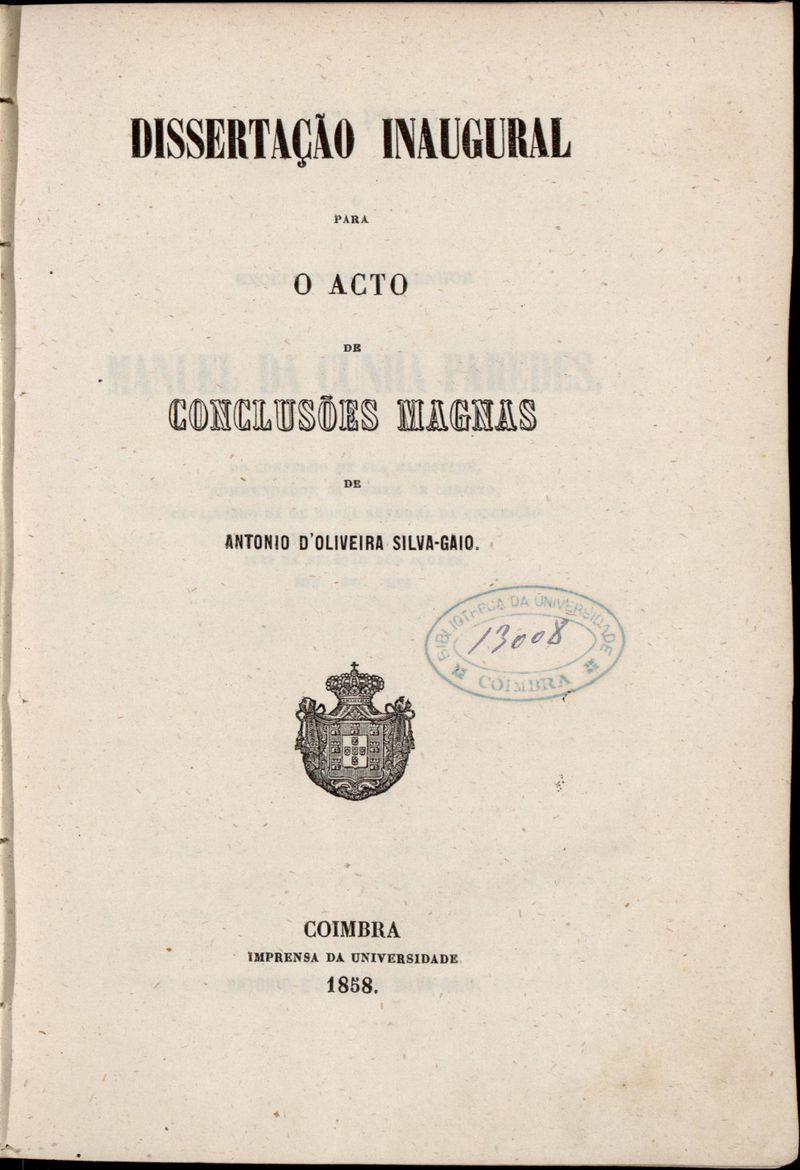 DISSERTAÇÃO INAUGURAL
PARA
O ACTO
DE
CONCLUSÕES MAGNAS
DE
ANTONIO D'OLIVEIRA SILVA-GAIO.
BIBLIOTHECA DA UNIVERSIDADE
13008
COIMBRA
COIMBRA
IMPRENSA DA UNIVERSIDADE
1858.